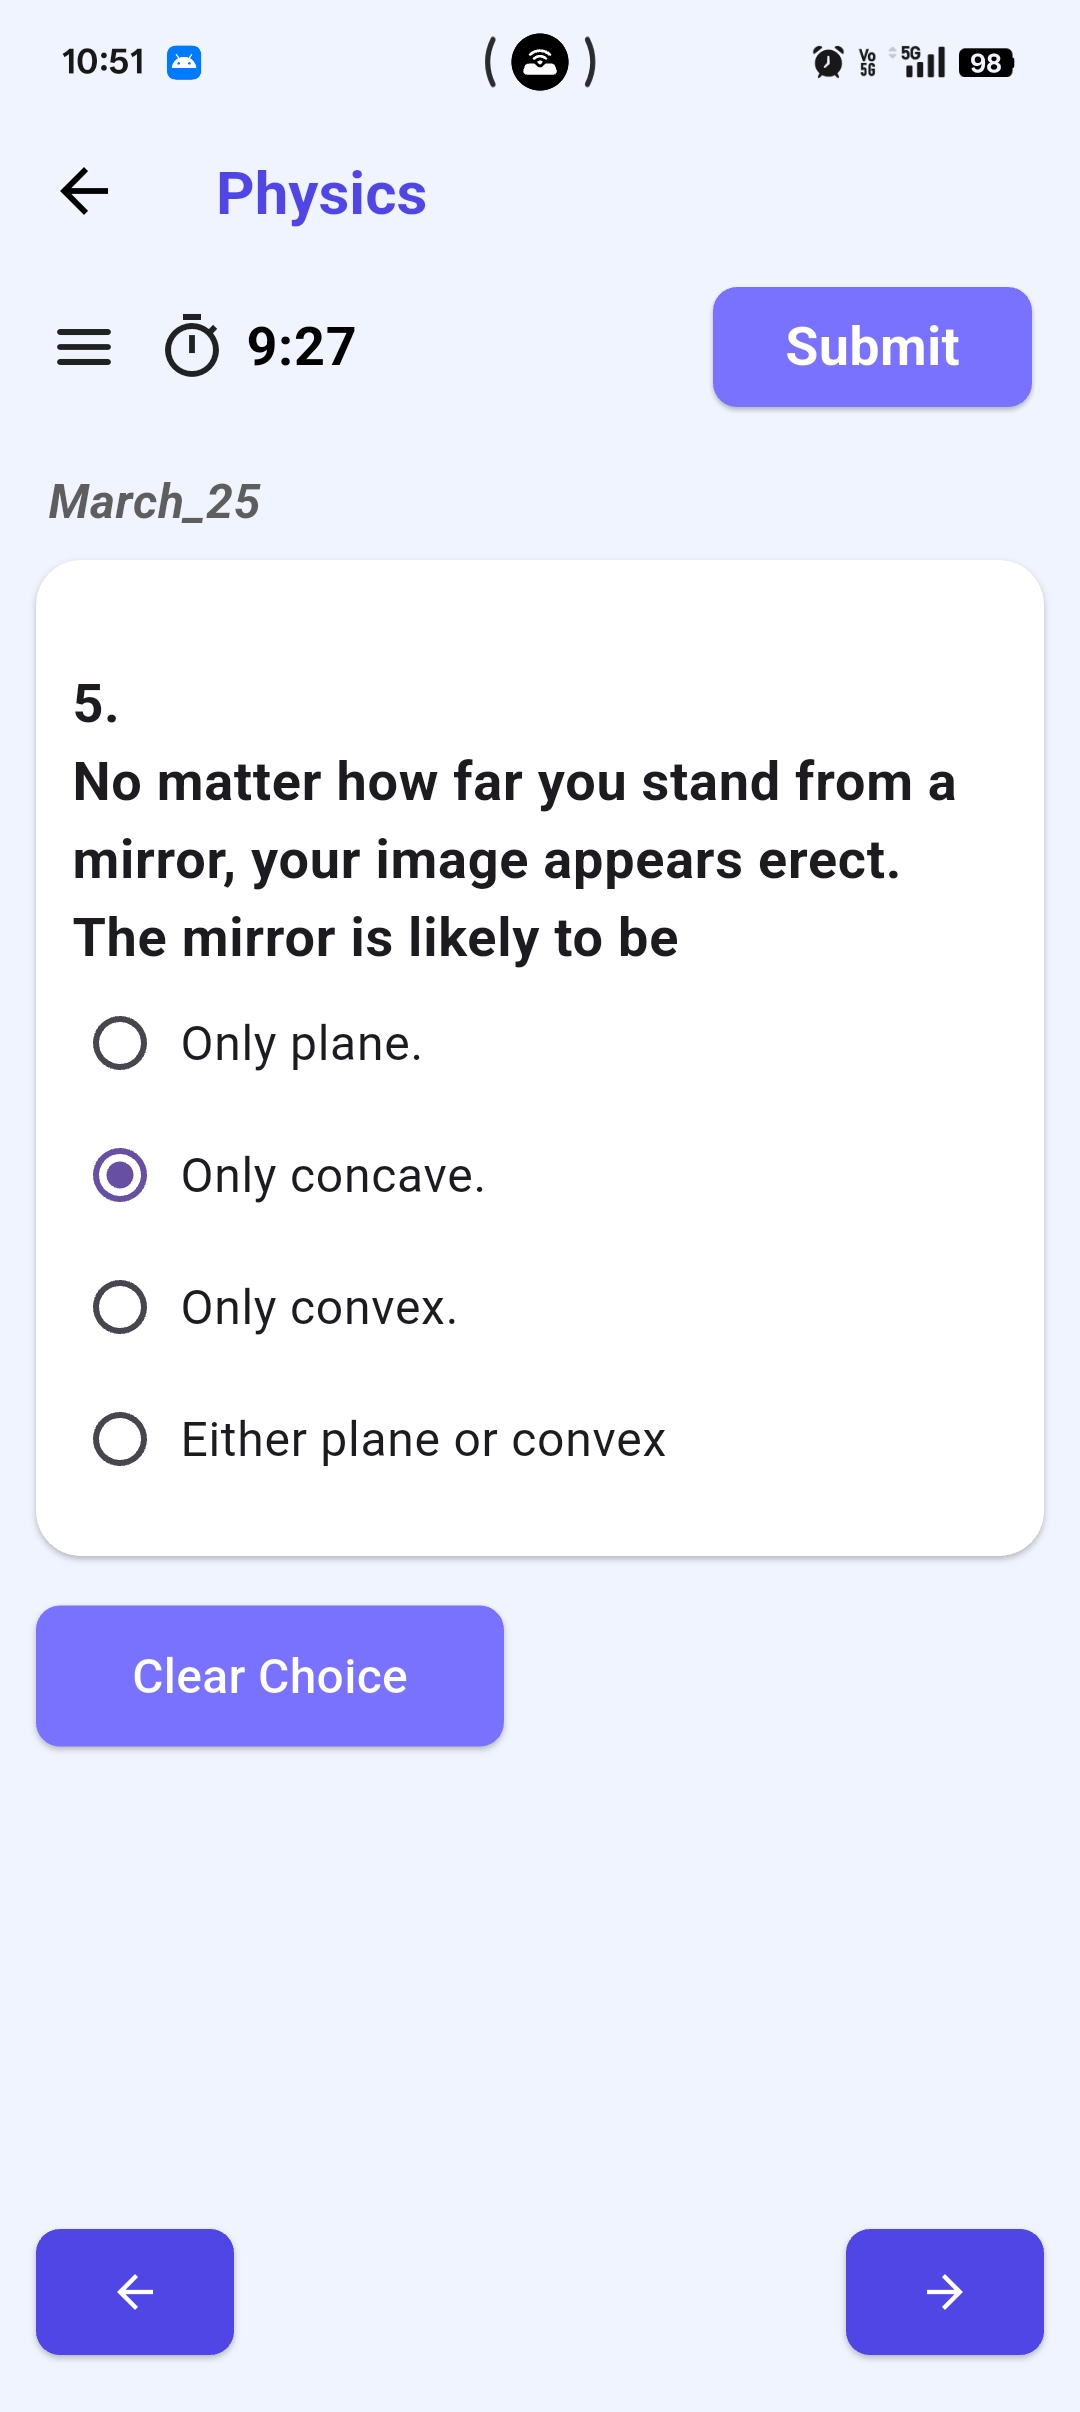 10:51
Vo 5G
5G
98
Physics
9:27
Submit
March_25
5.
No matter how far you stand from a
mirror, your image appears erect.
The mirror is likely to be
Only plane.
Only concave.
Only convex.
Either plane or convex
Clear Choice